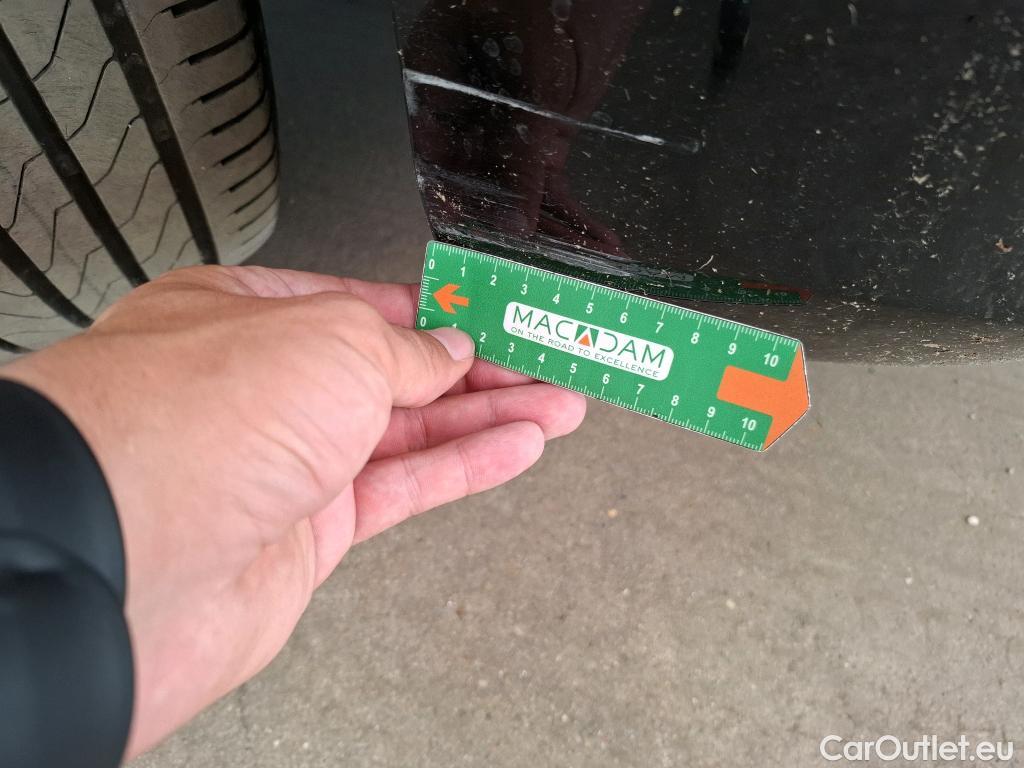 0 1 2 3 4 5 6 7 8 9 10
MACADAM
ON THE ROAD TO EXCELLENCE
0 1 2 3 4 5 6 7 8 9 10
CarOutlet.eu